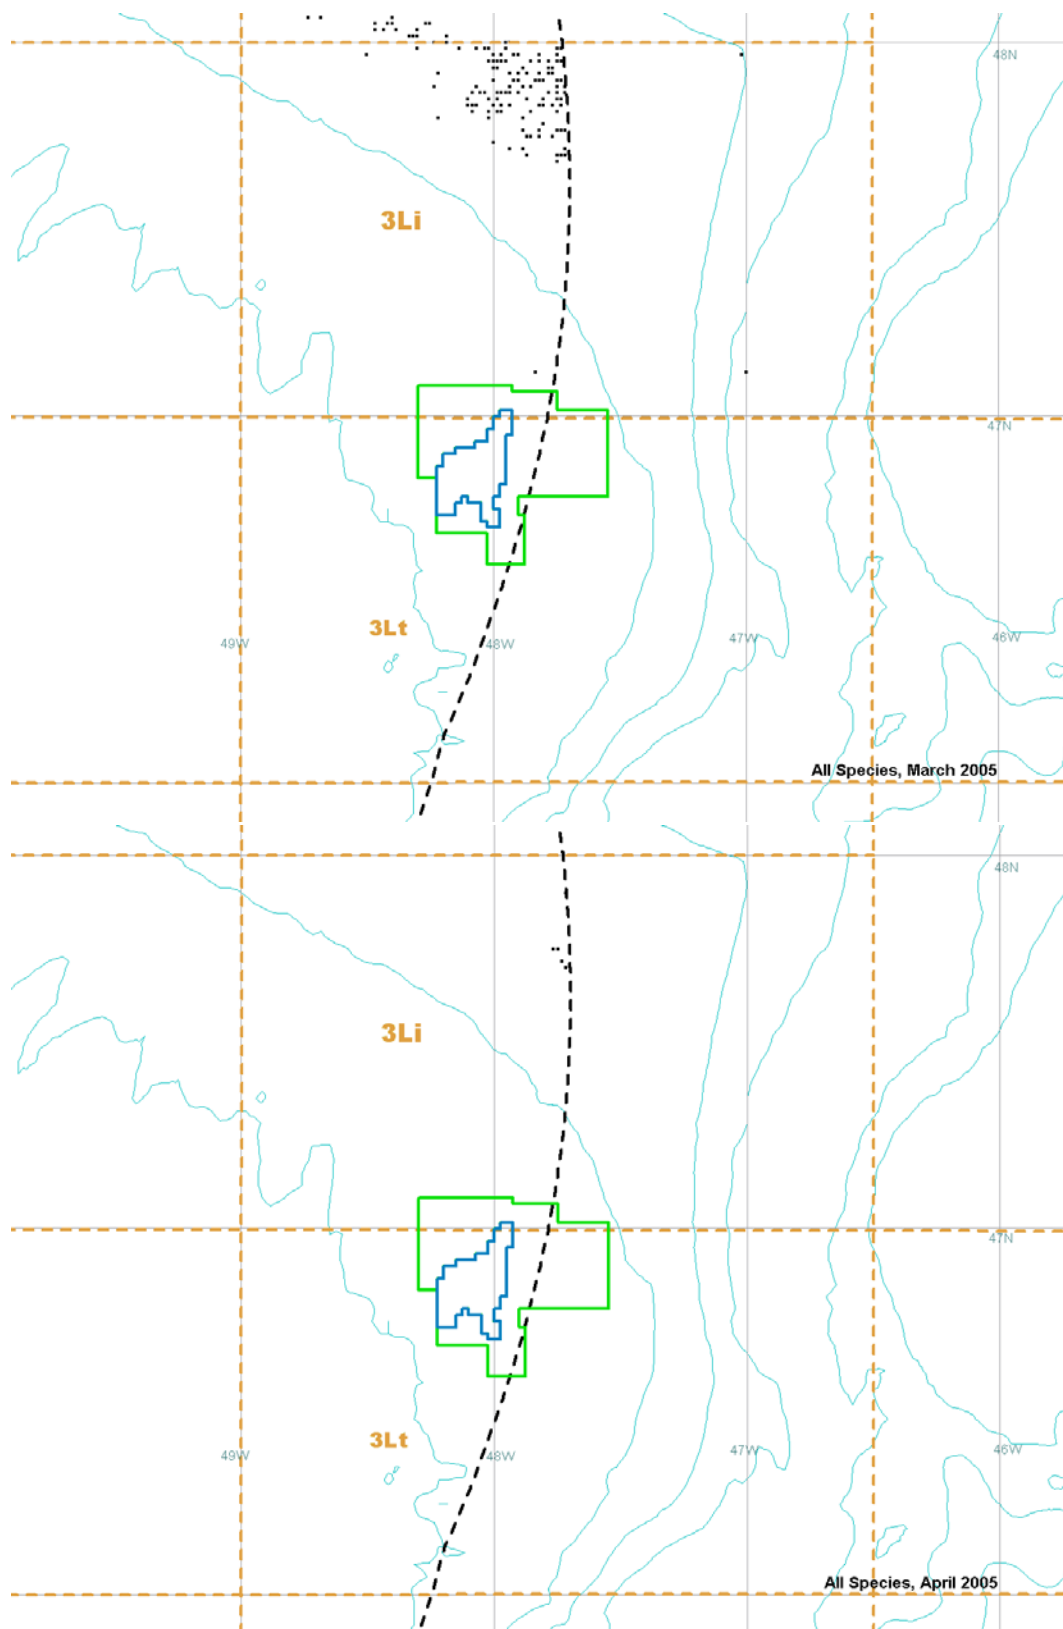 48N
3Li
47N
3Lt
49W
48W
47W
46W
All Species, March 2005
48N
3Li
47N
3Lt
49W
48W
47W
46W
All Species, April 2005